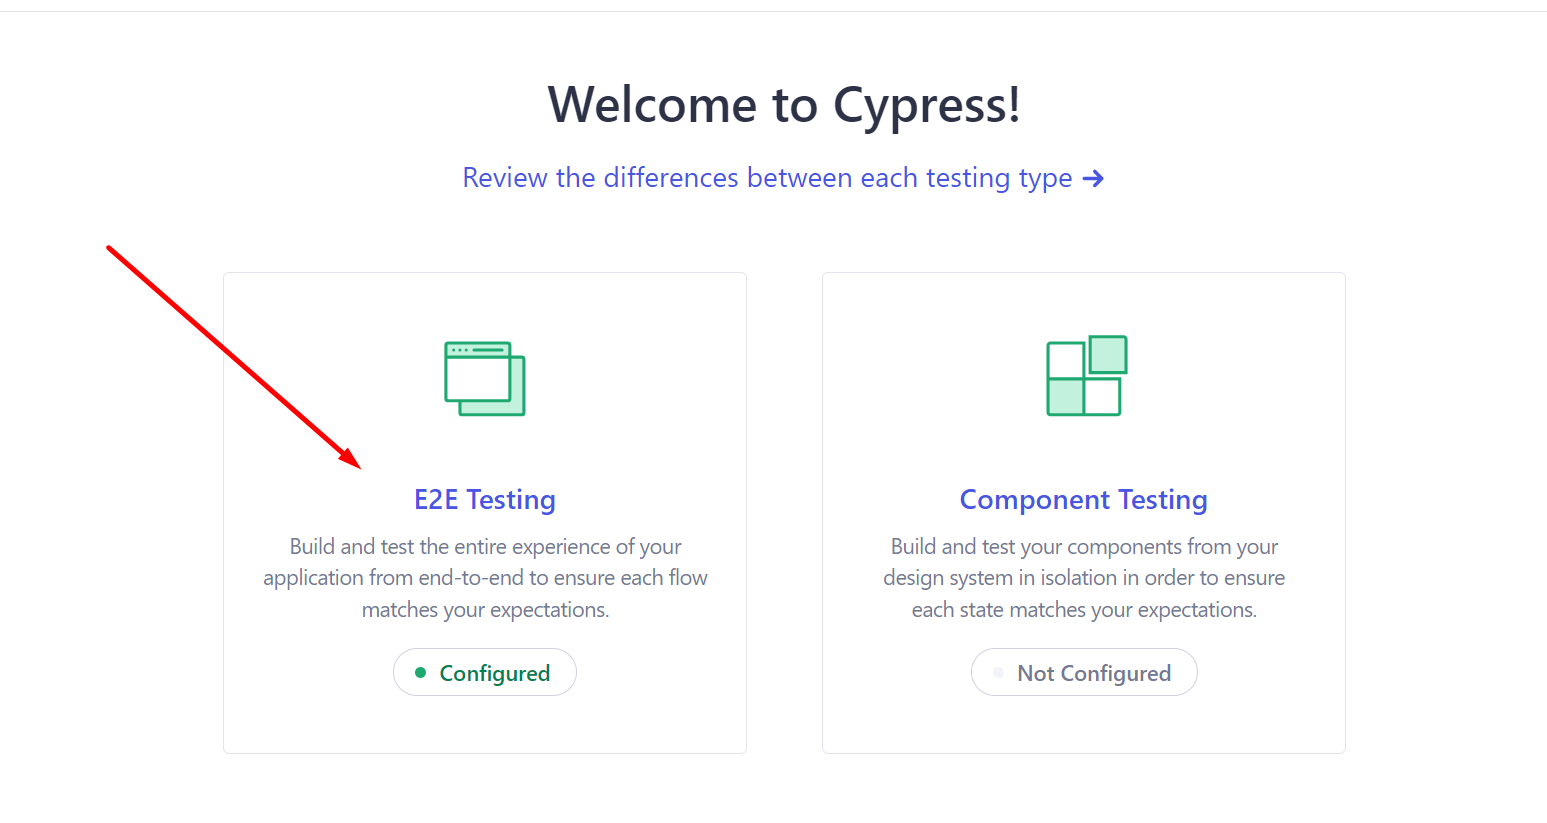 Welcome to Cypress!
Review the differences between each testing type →
E2E Testing
Build and test the entire experience of your
application from end-to-end to ensure each flow
matches your expectations.
Configured
Component Testing
Build and test your components from your
design system in isolation in order to ensure
each state matches your expectations.
Not Configured